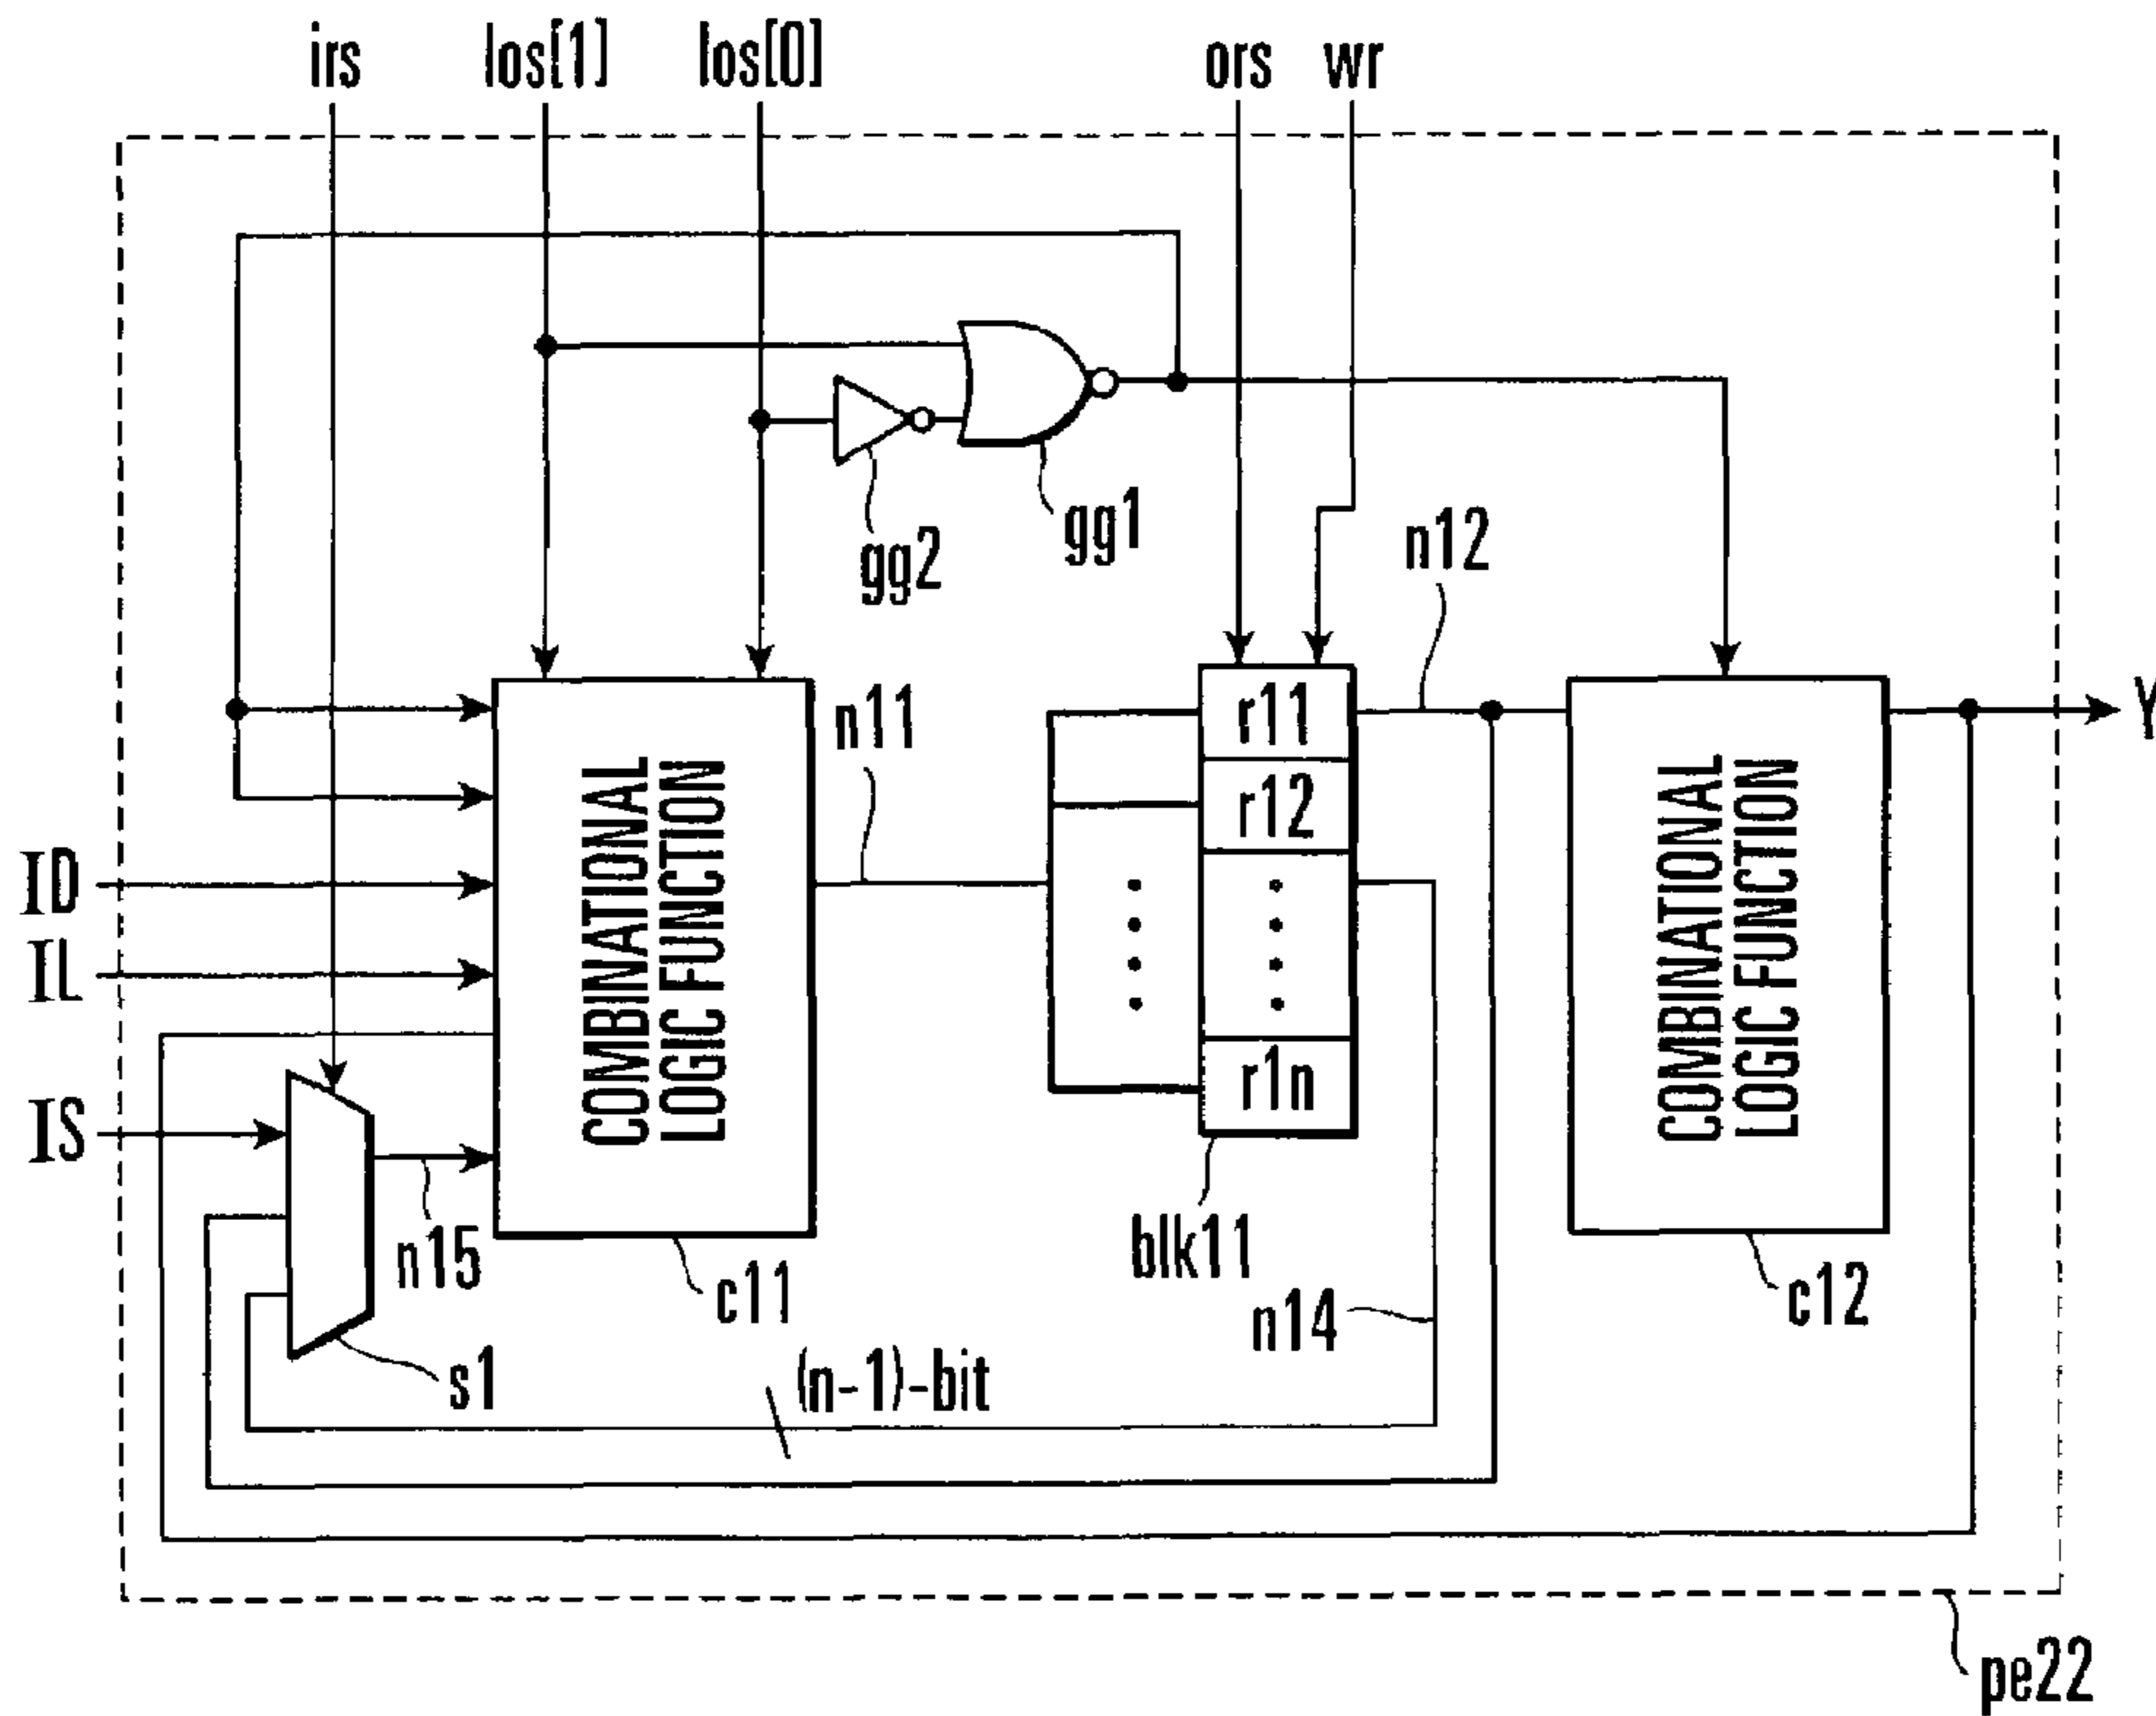 irs
los[1]
los[0]
ors
wr
gg2
gg1
n12
n11
r11
r12
r1n
Y
ID
IL
IS
COMBINATIONAL
LOGIC FUNCTION
COMBINATIONAL
LOGIC FUNCTION
n15
c11
blk11
n14
c12
s1
(n-1)-bit
pe22